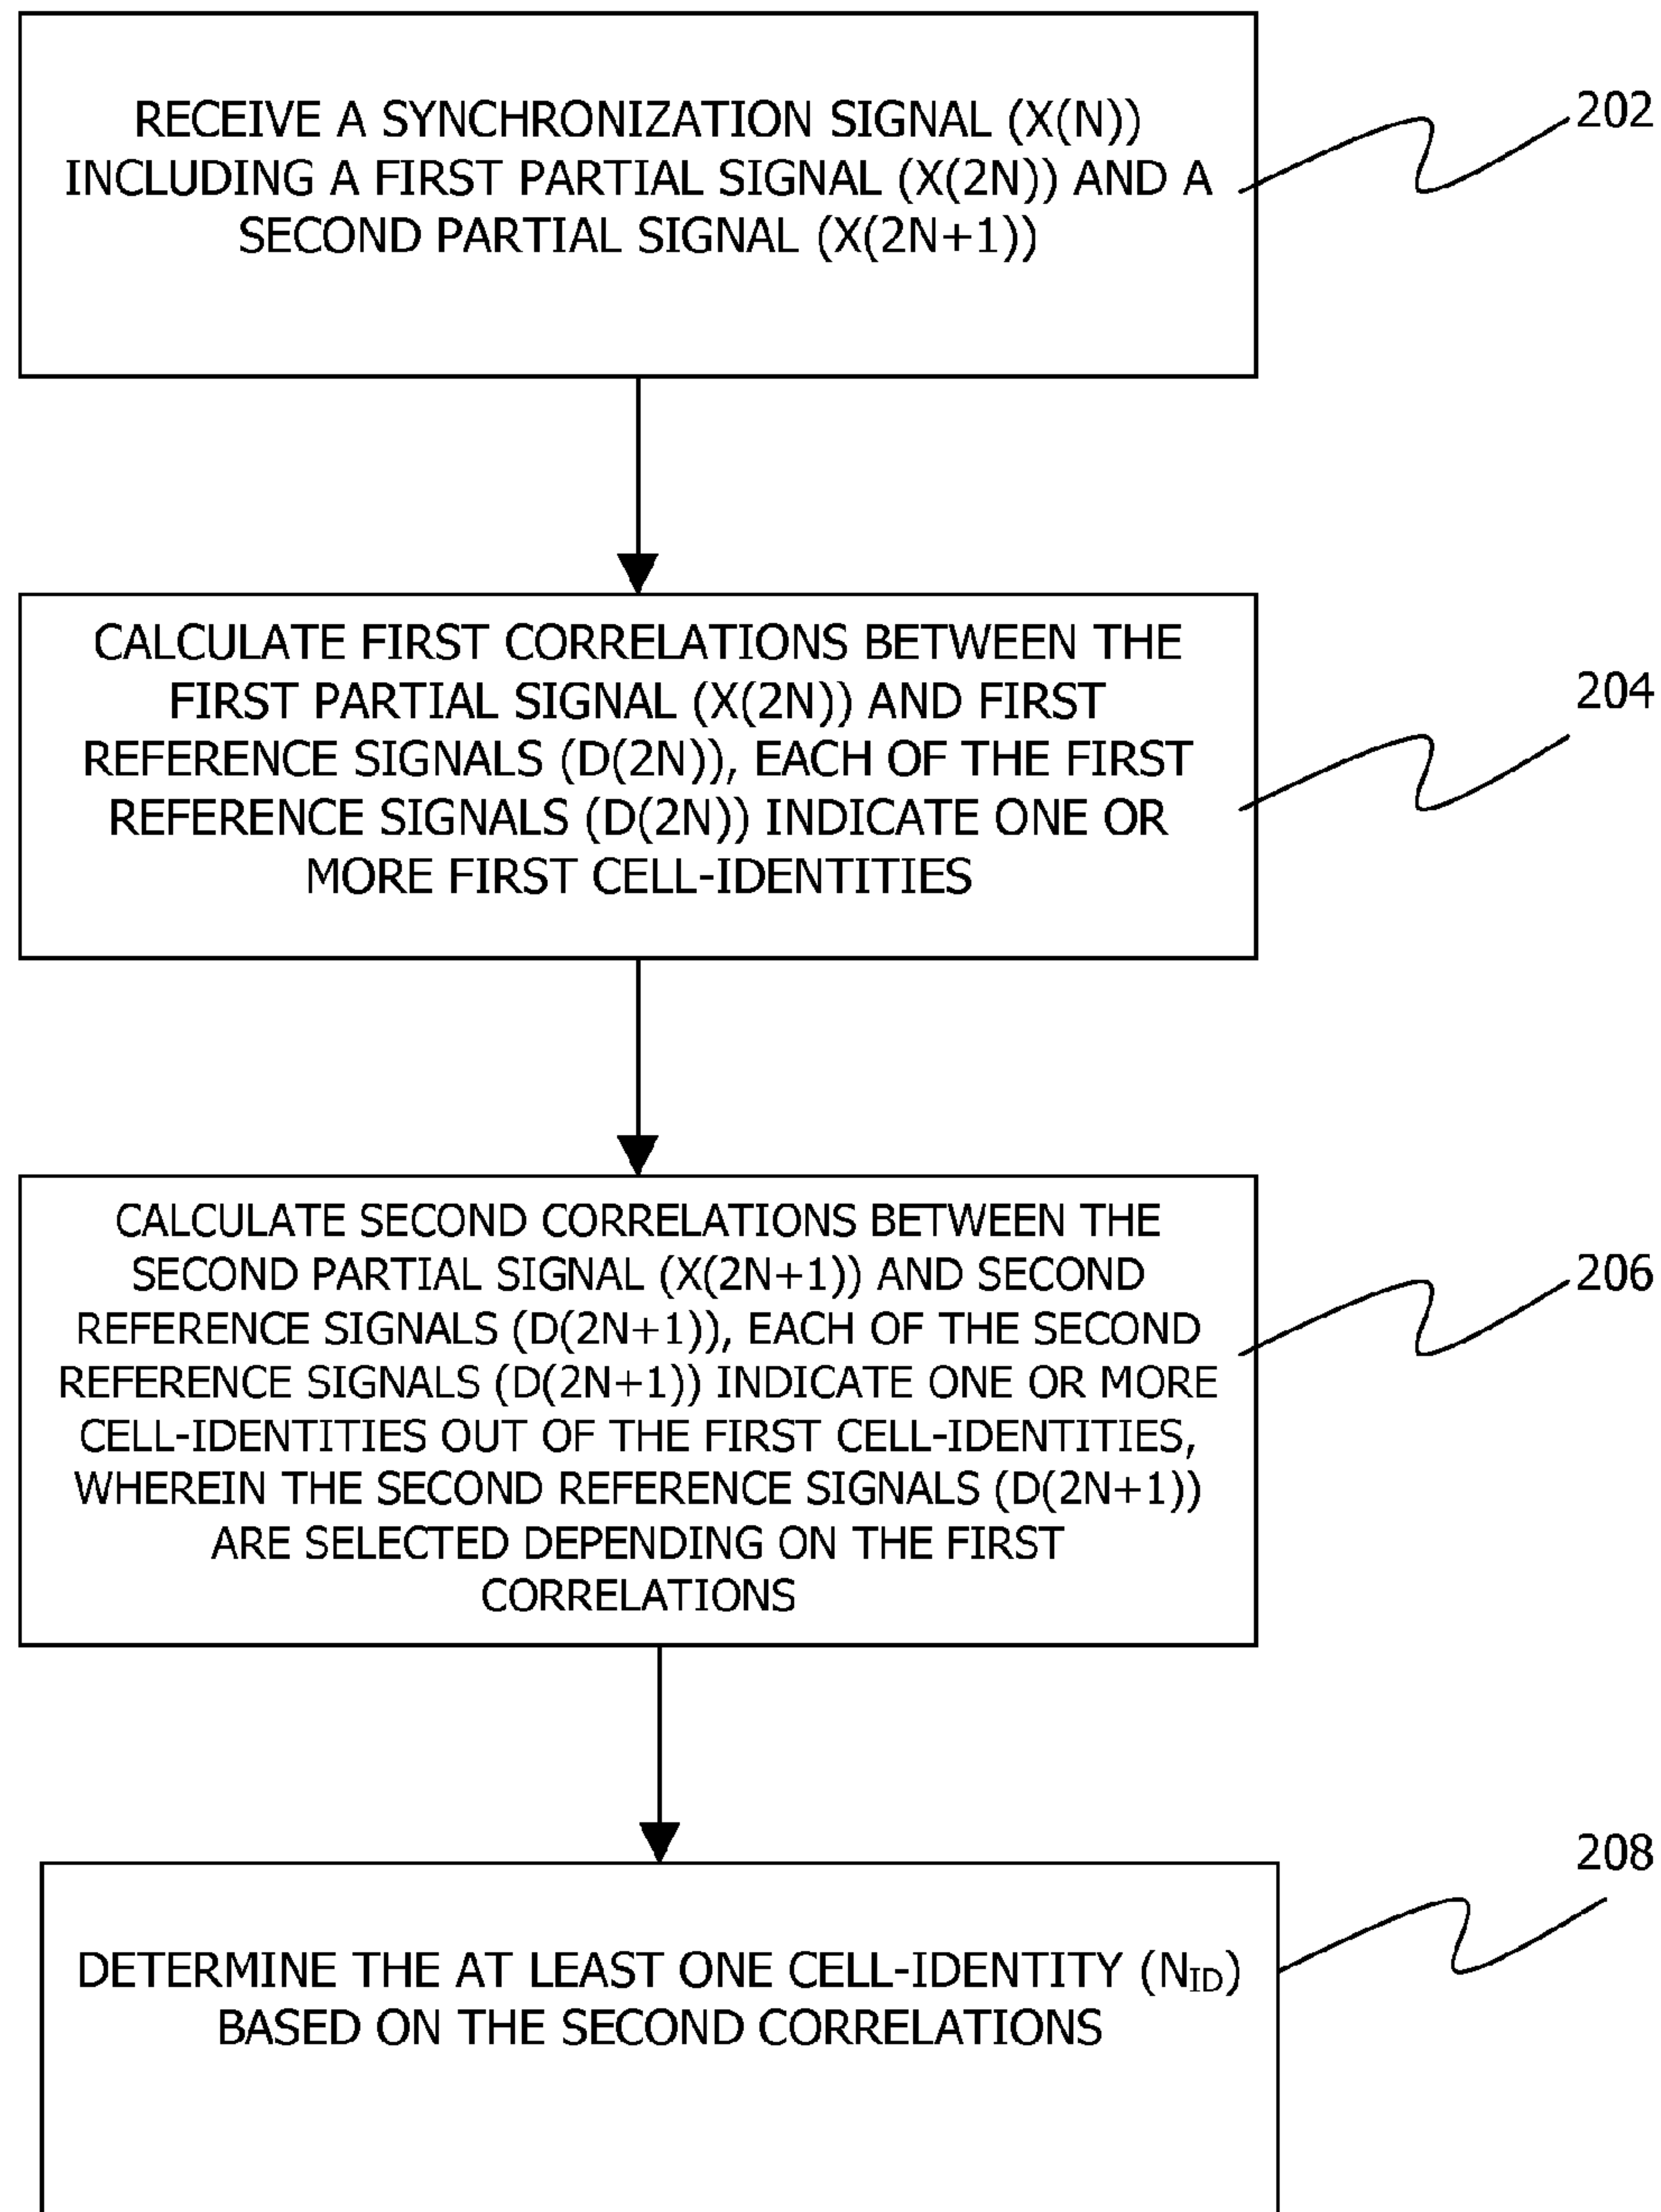 RECEIVE A SYNCHRONIZATION SIGNAL (X(N))
INCLUDING A FIRST PARTIAL SIGNAL (X(2N)) AND A
SECOND PARTIAL SIGNAL (X(2N+1))
202
CALCULATE FIRST CORRELATIONS BETWEEN THE
FIRST PARTIAL SIGNAL (X(2N)) AND FIRST
REFERENCE SIGNALS (D(2N)), EACH OF THE FIRST
REFERENCE SIGNALS (D(2N)) INDICATE ONE OR
MORE FIRST CELL-IDENTITIES
204
CALCULATE SECOND CORRELATIONS BETWEEN THE
SECOND PARTIAL SIGNAL (X(2N+1)) AND SECOND
REFERENCE SIGNALS (D(2N+1)), EACH OF THE SECOND
REFERENCE SIGNALS (D(2N+1)) INDICATE ONE OR MORE
CELL-IDENTITIES OUT OF THE FIRST CELL-IDENTITIES,
WHEREIN THE SECOND REFERENCE SIGNALS (D(2N+1))
ARE SELECTED DEPENDING ON THE FIRST
CORRELATIONS
206
DETERMINE THE AT LEAST ONE CELL-IDENTITY (N_ID)
BASED ON THE SECOND CORRELATIONS
208